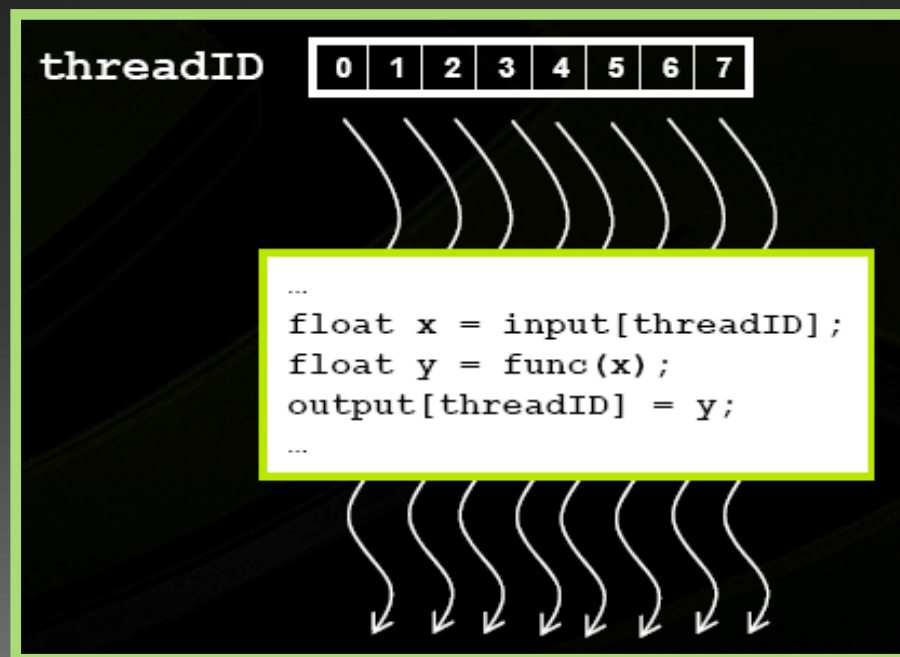 threadID 0 1 2 3 4 5 6 7
...
float x = input[threadID];
float y = func(x);
output[threadID] = y;
...